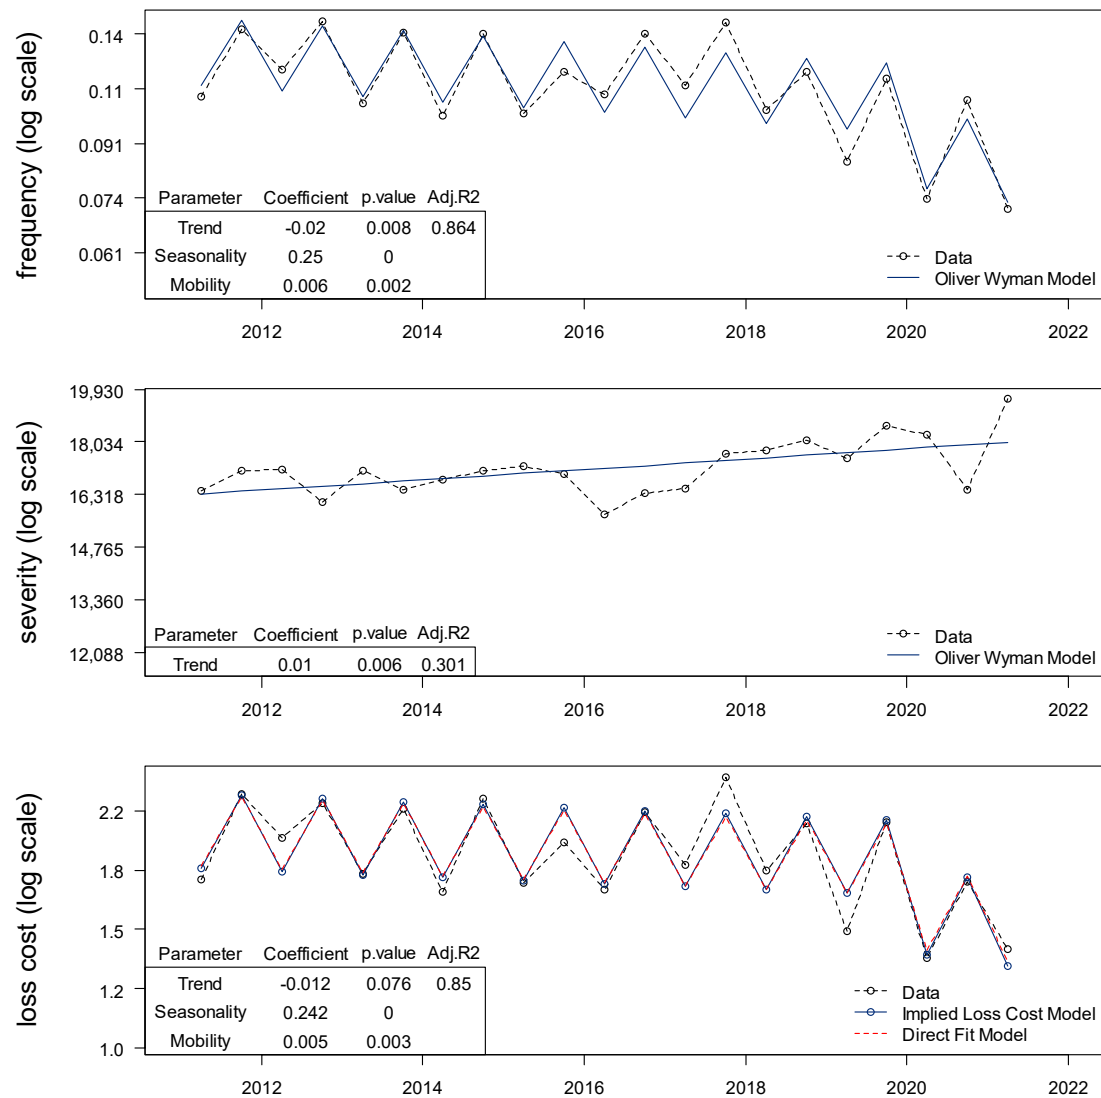 frequency (log scale)
0.14
0.11
0.091
0.074
0.061
Parameter Coefficient p.value Adj.R2
Trend -0.02 0.008 0.864
Seasonality 0.25 0
Mobility 0.006 0.002
Data
Oliver Wyman Model
2012 2014 2016 2018 2020 2022
severity (log scale)
19,930
18,034
16,318
14,765
13,360
12,088
Parameter Coefficient p.value Adj.R2
Trend 0.01 0.006 0.301
Data
Oliver Wyman Model
2012 2014 2016 2018 2020 2022
loss cost (log scale)
2.2
1.8
1.5
1.2
1.0
Parameter Coefficient p.value Adj.R2
Trend -0.012 0.076 0.85
Seasonality 0.242 0
Mobility 0.005 0.003
Data
Implied Loss Cost Model
Direct Fit Model
2012 2014 2016 2018 2020 2022